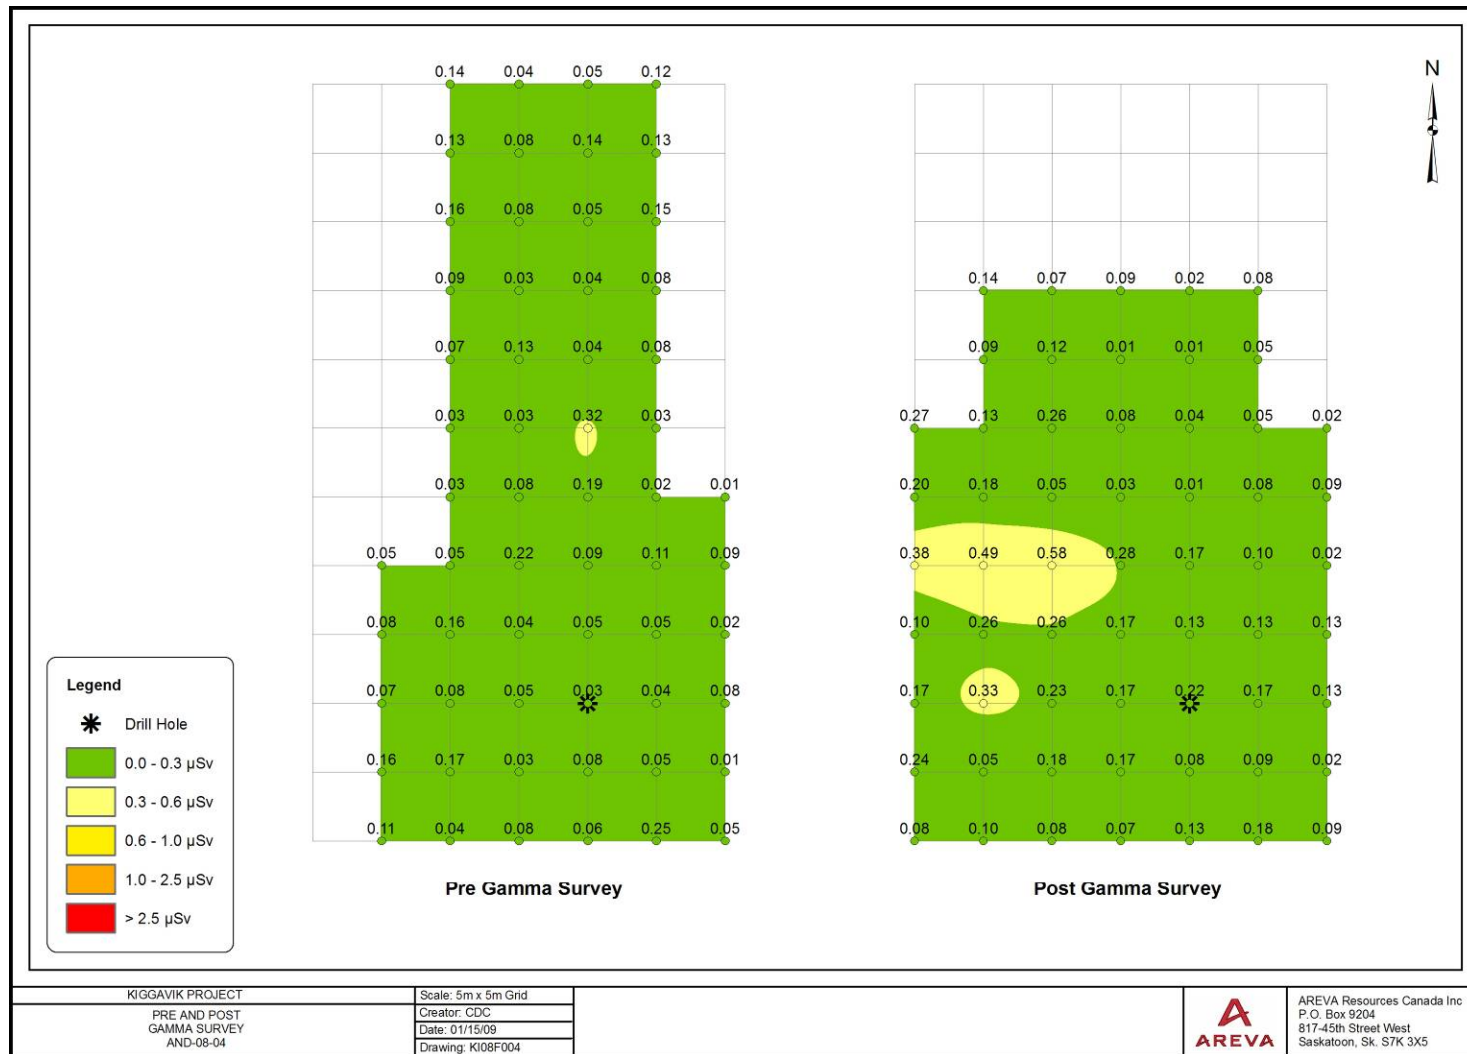 N
0.14 0.04 0.05 0.12
0.13 0.08 0.14 0.13
0.16 0.08 0.05 0.15
0.09 0.03 0.04 0.08
0.07 0.13 0.04 0.08
0.03 0.03 0.32 0.03
0.03 0.08 0.19 0.02 0.01
0.05 0.05 0.22 0.09 0.11 0.09
0.08 0.16 0.04 0.05 0.05 0.02
0.07 0.08 0.05 0.03 0.04 0.08
0.16 0.17 0.03 0.08 0.05 0.01
0.11 0.04 0.08 0.06 0.25 0.05
Pre Gamma Survey
0.14 0.07 0.09 0.02 0.08
0.09 0.12 0.01 0.01 0.05
0.27 0.13 0.26 0.08 0.04 0.05 0.02
0.20 0.18 0.05 0.03 0.01 0.08 0.09
0.38 0.49 0.58 0.28 0.17 0.10 0.02
0.10 0.26 0.26 0.17 0.13 0.13 0.13
0.17 0.33 0.23 0.17 0.22 0.17 0.13
0.24 0.05 0.18 0.17 0.08 0.09 0.02
0.08 0.10 0.08 0.07 0.13 0.18 0.09
Post Gamma Survey
Legend
Drill Hole
0.0 - 0.3 µSv
0.3 - 0.6 µSv
0.6 - 1.0 µSv
1.0 - 2.5 µSv
> 2.5 µSv
KIGGAVIK PROJECT
PRE AND POST
GAMMA SURVEY
AND-08-04
Scale: 5m x 5m Grid
Creator: CDC
Date: 01/15/09
Drawing: KI08F004
AREVA
AREVA Resources Canada Inc
P.O. Box 9204
817-45th Street West
Saskatoon, Sk. S7K 3X5